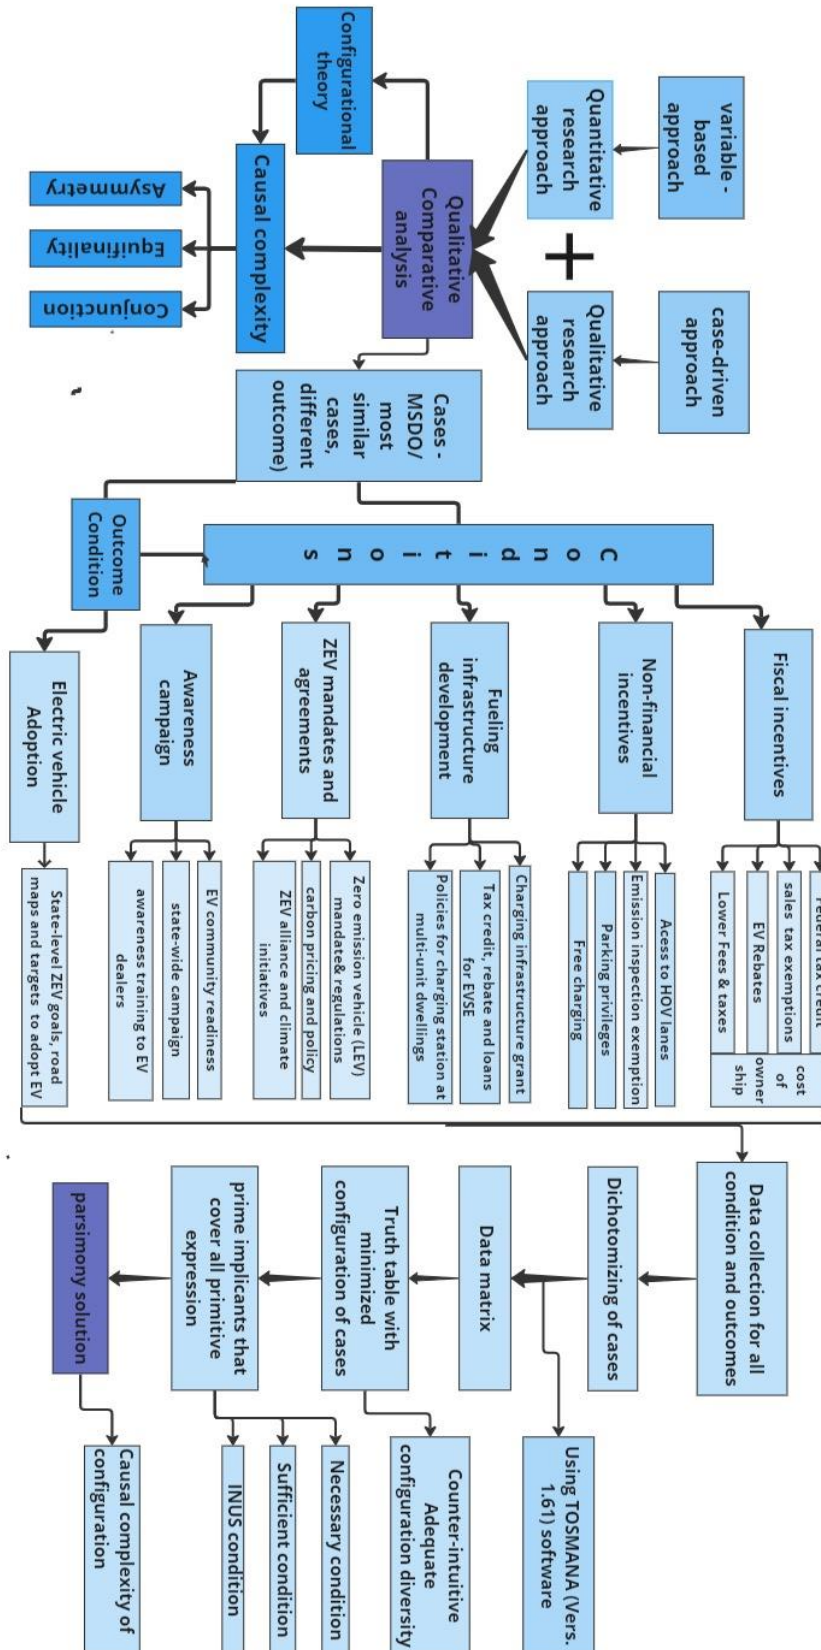 variable -
based
approach
case-driven
approach
Quantitative
research
approach
+
Qualitative
research
approach
Qualitative
Comparative
analysis
Configurational
theory
Causal complexity
Asymmetry
Equifinality
Conjunction
Cases -
MSDO/
most
similar
cases,
different
outcome)
Outcome
Condition
Conditions
Fiscal incentives
Non-financial
incentives
Fueling
infrastructure
development
ZEV mandates and
agreements
Awareness
campaign
Electric vehicle
Adoption
Federal tax credit
sales tax exemptions
EV Rebates
Lower Fees & taxes
cost
of
owner
ship
Acess to HOV lanes
Emission inspection exemption
Parking privileges
Free charging
Charging infrastructure grant
Tax credit, rebate and loans
for EVSE
Policies for charging station at
multi-unit dwellings
Zero emission vehicle (LEV)
mandate& regulations
carbon pricing and policy
ZEV alliance and climate
initiatives
EV community readiness
state-wide campaign
awareness training to EV
dealers
State-level ZEV goals, road
maps and targets to adopt EV
Data collection for all
condition and outcomes
Dichotomizing of cases
Data matrix
Truth table with
minimized
configuration of cases
prime implicants that
cover all primitive
expression
parsimony solution
Using TOSMANA (Vers.
1.61) software
Counter-intuitive
Adequate
configuration diversity
Necessary condition
Sufficient condition
INUS condition
Causal complexity of
configuration